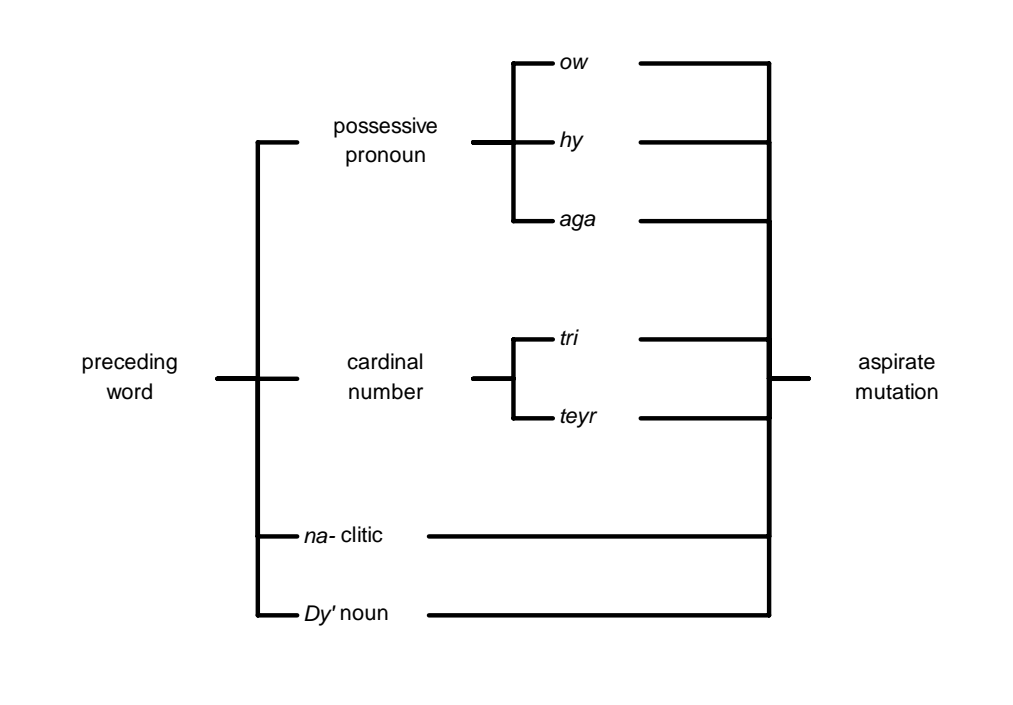 ow
possessive
pronoun
hy
aga
tri
preceding
word
cardinal
number
aspirate
mutation
teyr
na- clitic
Dy' noun